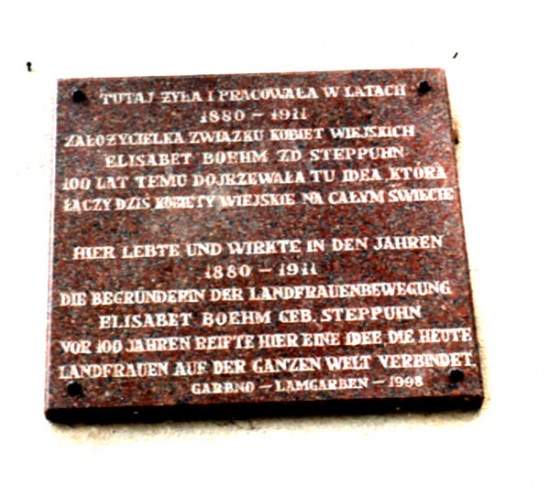 TUTAJ ŻYŁA I PRACOWAŁA W LATACH
1880 – 1911
ZAŁOŻYCIELKA ZWIĄZKU KOBIET WIEJSKICH
ELISABET BOEHM ZD. STEPPUHN
100 LAT TEMU DOJRZEWAŁA TU IDEA, KTÓRA
ŁĄCZY DZIŚ KOBIETY WIEJSKIE NA CAŁYM ŚWIECIE
HIER LEBTE UND WIRKTE IN DEN JAHREN
1880 – 1911
DIE BEGRÜNDERIN DER LANDFRAUENBEWEGUNG
ELISABET BOEHM GEB. STEPPUHN
VOR 100 JAHREN REIFTE HIER EINE IDEE, DIE HEUTE
LANDFRAUEN AUF DER GANZEN WELT VERBINDET.
GARBNO – LAMGARBEN – 1998